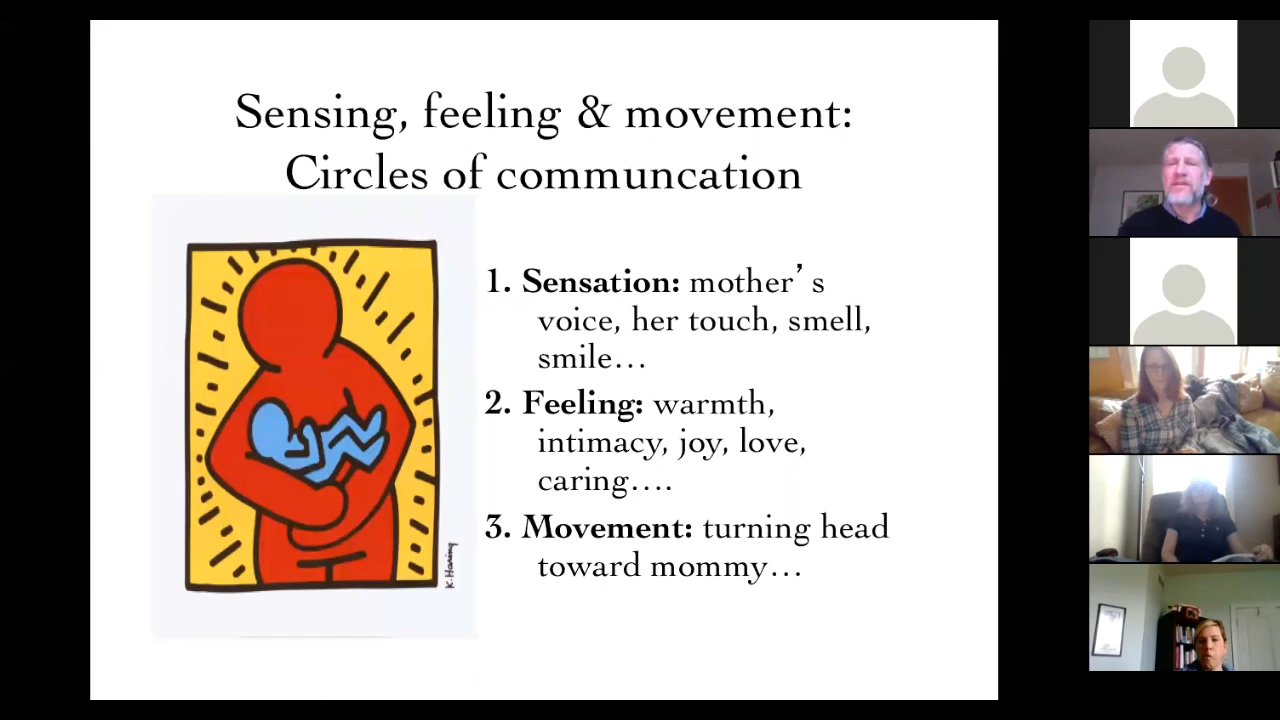 Sensing, feeling & movement:
Circles of communcation
1. Sensation: mother’s
voice, her touch, smell,
smile…
2. Feeling: warmth,
intimacy, joy, love,
caring….
3. Movement: turning head
toward mommy…
K. Haring